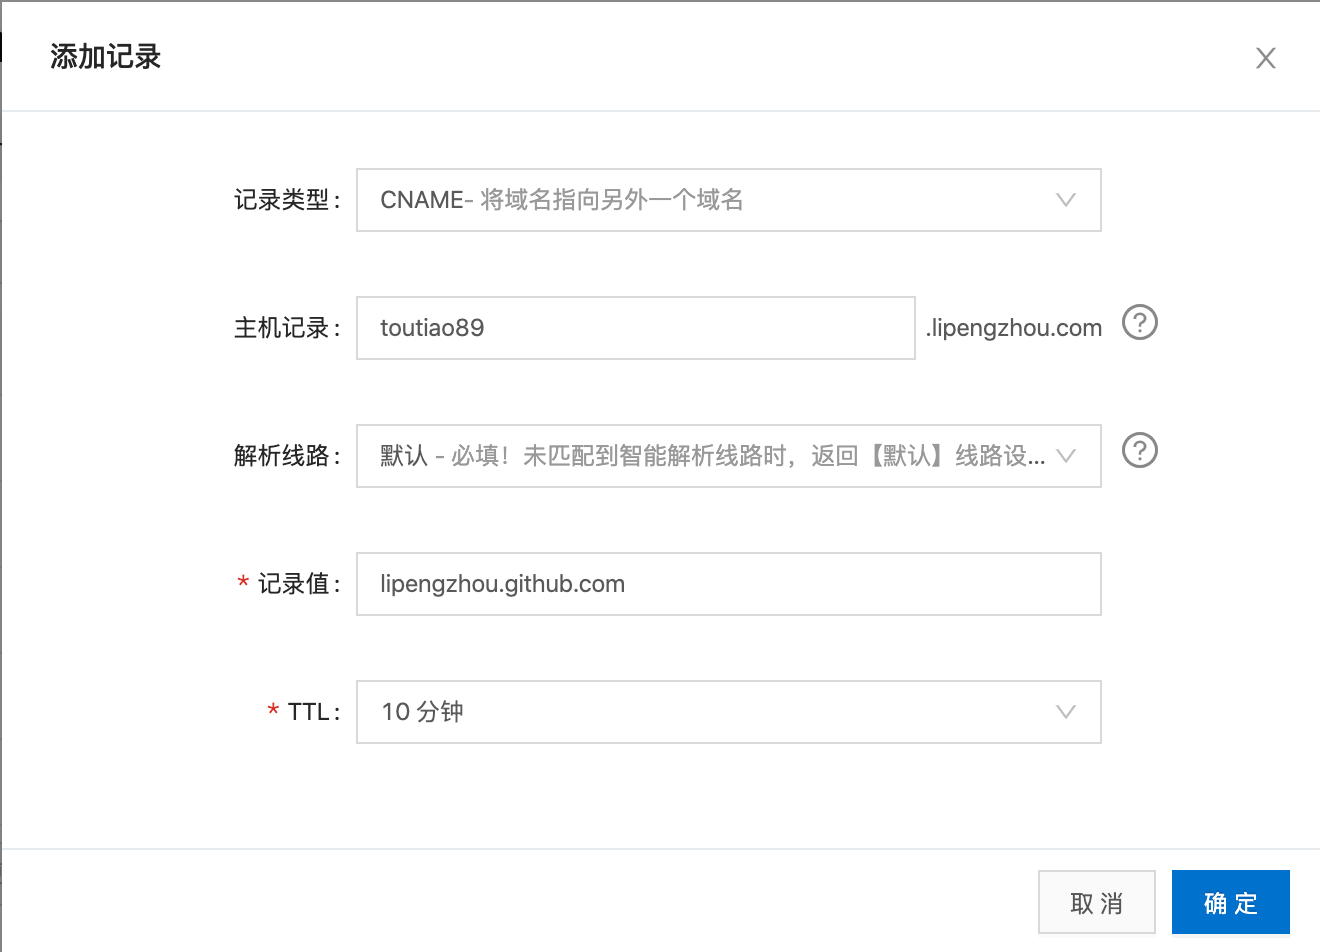 添加记录
记录类型: CNAME- 将域名指向另外一个域名
主机记录: toutiao89 .lipengzhou.com ?
解析线路: 默认 - 必填！未匹配到智能解析线路时，返回【默认】线路设... ?
* 记录值: lipengzhou.github.com
* TTL: 10 分钟
取 消 确 定